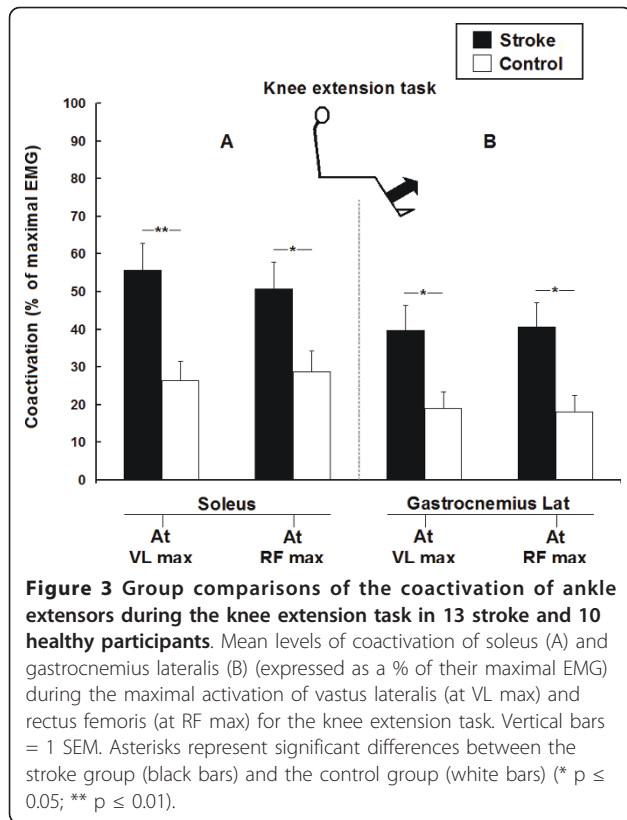 Stroke
Control
Knee extension task
A
B
Coactivation (% of maximal EMG)
100
90
80
70
60
50
40
30
20
10
0
**
*
*
*
Soleus
Gastrocnemius Lat
At
VL max
At
RF max
At
VL max
At
RF max
Figure 3 Group comparisons of the coactivation of ankle
extensors during the knee extension task in 13 stroke and 10
healthy participants. Mean levels of coactivation of soleus (A) and
gastrocnemius lateralis (B) (expressed as a % of their maximal EMG)
during the maximal activation of vastus lateralis (at VL max) and
rectus femoris (at RF max) for the knee extension task. Vertical bars
= 1 SEM. Asterisks represent significant differences between the
stroke group (black bars) and the control group (white bars) (* p ≤
0.05; ** p ≤ 0.01).